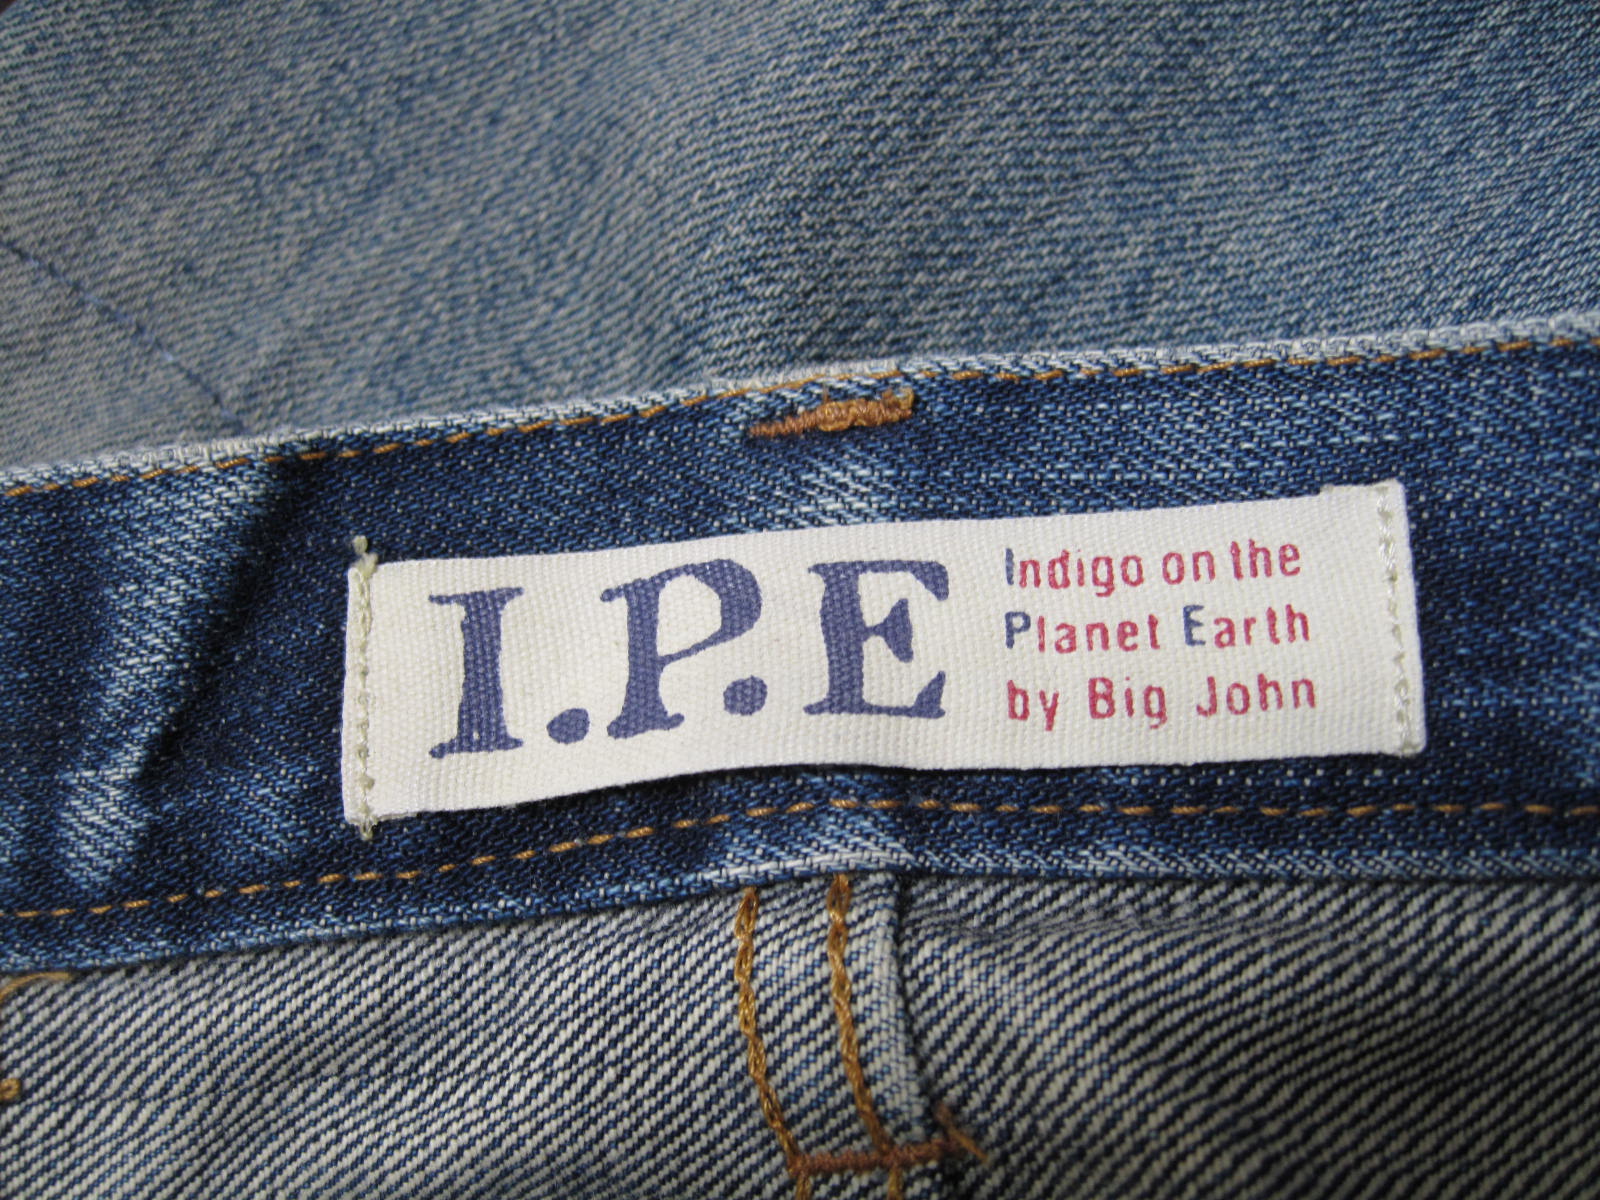 I.P.E
Indigo on the
Planet Earth
by Big John